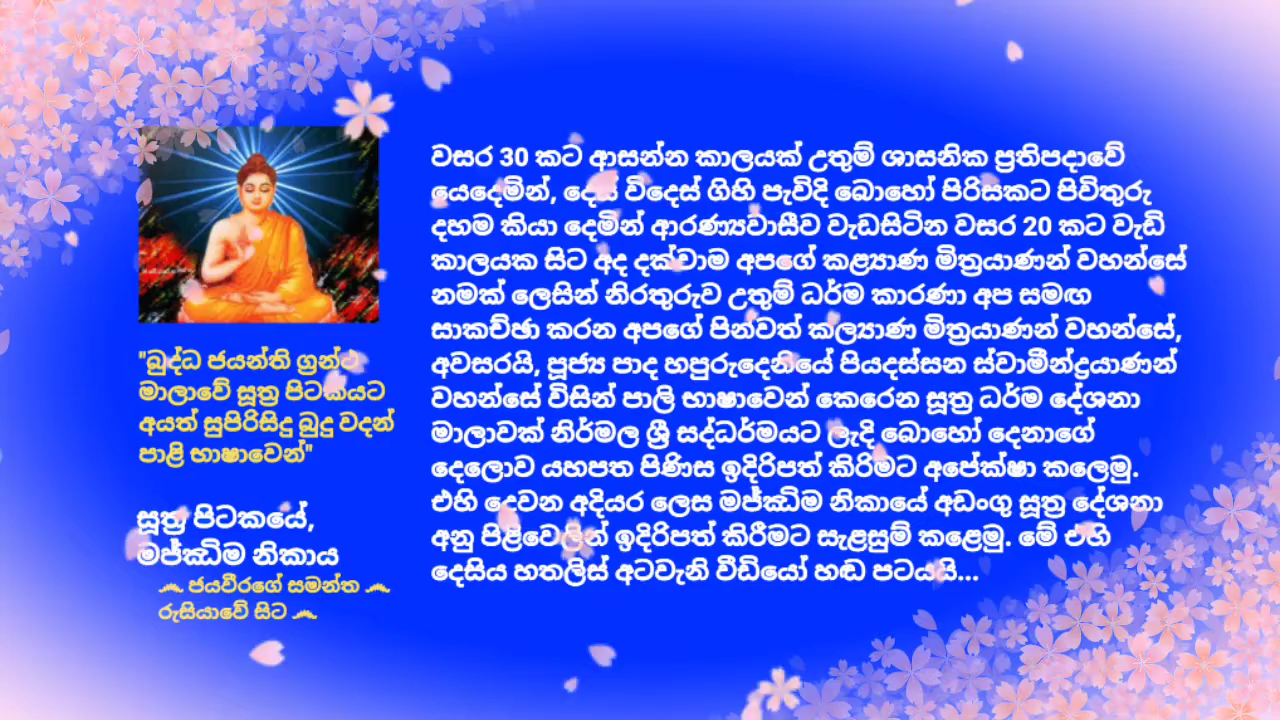 "බුද්ධ ජයන්ති ග්‍රන්ථ
මාලාවේ සූත්‍ර පිටකයට
අයත් සුපිරිසිදු බුදු වදන්
පාළි භාෂාවෙන්"
සූත්‍ර පිටකයේ,
මජ්ඣිම නිකාය
෴ ජයවීරගේ සමන්ත ෴
රුසියාවේ සිට ෴
වසර 30 කට ආසන්න කාලයක් උතුම් ශාසනික ප්‍රතිපදාවේ
යෙදෙමින්, දෙස් විදෙස් ගිහි පැවිදි බොහෝ පිරිසකට පිවිතුරු
දහම කියා දෙමින් ආරණ්‍යවාසීව වැඩසිටින වසර 20 කට වැඩි
කාලයක සිට අද දක්වාම අපගේ කළ්‍යාණ මිත්‍රයාණන් වහන්සේ
නමක් ලෙසින් නිරතුරුව උතුම් ධර්ම කාරණා අප සමඟ
සාකච්ඡා කරන අපගේ පින්වත් කල්‍යාණ මිත්‍රයාණන් වහන්සේ,
අවසරයි, පූජ්‍ය පාද හපුරුදෙනියේ පියදස්සන ස්වාමීන්ද්‍රයාණන්
වහන්සේ විසින් පාලි භාෂාවෙන් කෙරෙන සූත්‍ර ධර්ම දේශනා
මාලාවක් නිර්මල ශ්‍රී සද්ධර්මයට ලැදි බොහෝ දෙනාගේ
දෙලොව යහපත පිණිස ඉදිරිපත් කිරිමට අපේක්ෂා කලෙමු.
එහි දෙවන අදියර ලෙස මජ්ඣිම නිකායේ අඩංගු සූත්‍ර දේශනා
අනු පිළිවෙලින් ඉදිරිපත් කිරීමට සැළසුම් කළෙමු. මේ එහි
දෙසිය හතලිස් අටවැනි වීඩියෝ හඬ පටයයි...